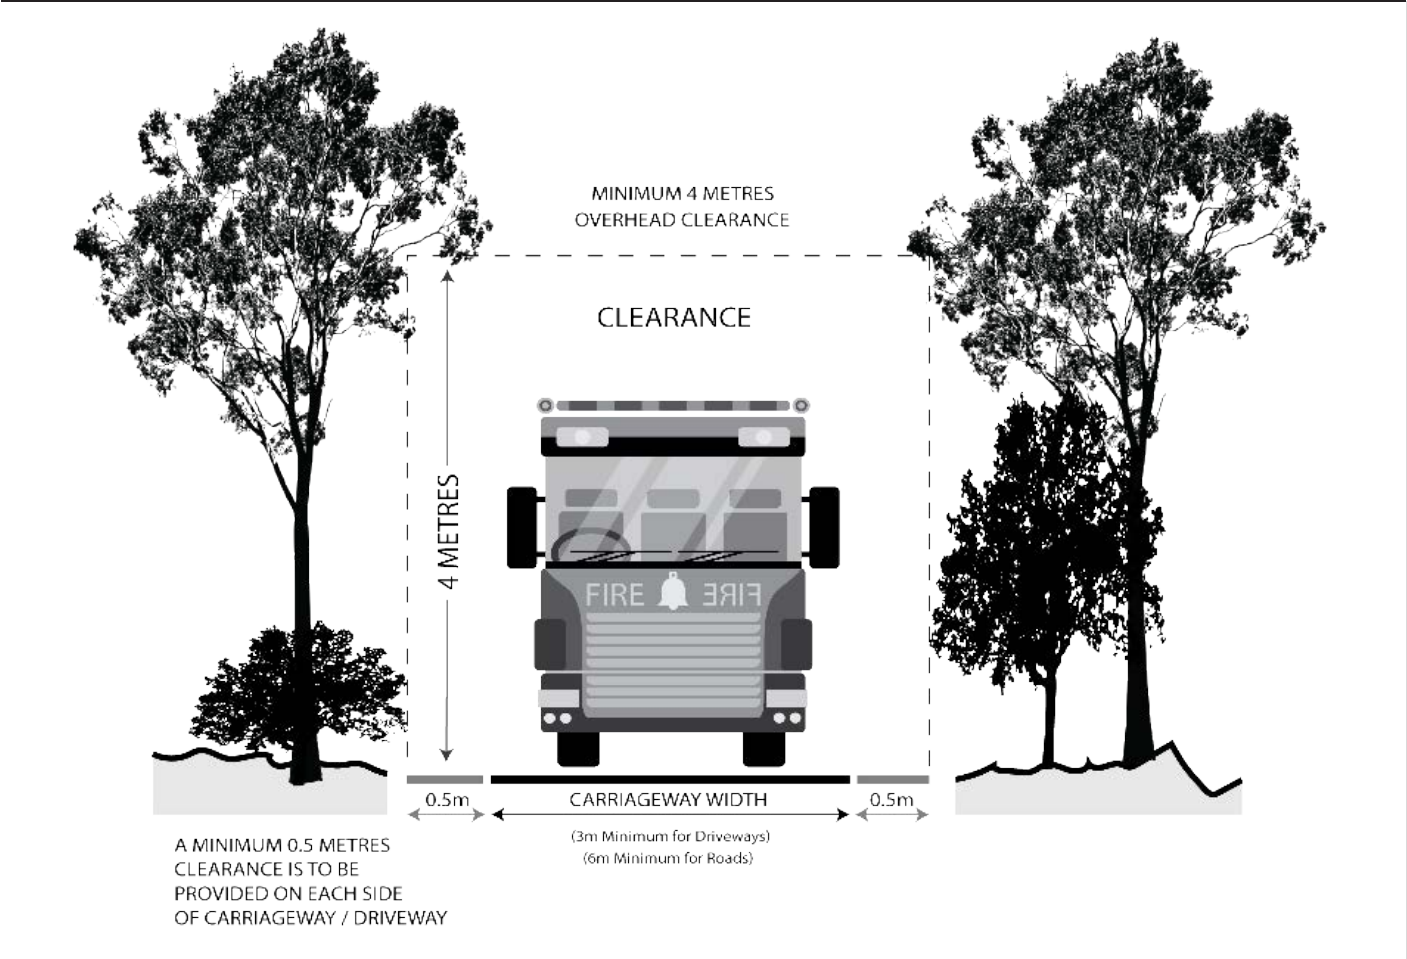 MINIMUM 4 METRES
OVERHEAD CLEARANCE
CLEARANCE
4 METRES
FIRE FIRE
0.5m CARRIAGEWAY WIDTH 0.5m
(3m Minimum for Driveways)
(6m Minimum for Roads)
A MINIMUM 0.5 METRES
CLEARANCE IS TO BE
PROVIDED ON EACH SIDE
OF CARRIAGEWAY / DRIVEWAY